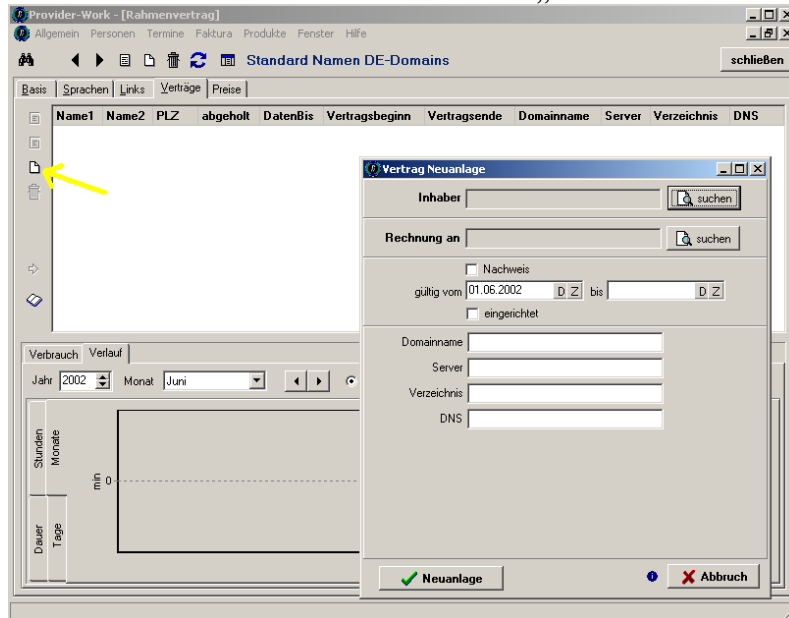 „
Provider-Work - [Rahmenvertrag]
Allgemein Personen Termine Faktura Produkte Fenster Hilfe
Standard Namen DE-Domains schließen
Basis Sprachen Links Verträge Preise
Name1 Name2 PLZ abgeholt DatenBis Vertragsbeginn Vertragsende Domainname Server Verzeichnis DNS
Vertrag Neuanlage
Inhaber suchen
Rechnung an suchen
Nachweis
gültig vom 01.06.2002 D Z bis D Z
eingerichtet
Domainname
Server
Verzeichnis
DNS
Neuanlage Abbruch
Verbrauch Verlauf
Jahr 2002 Monat Juni
Stunden
Monate
min 0
Dauer
Tage